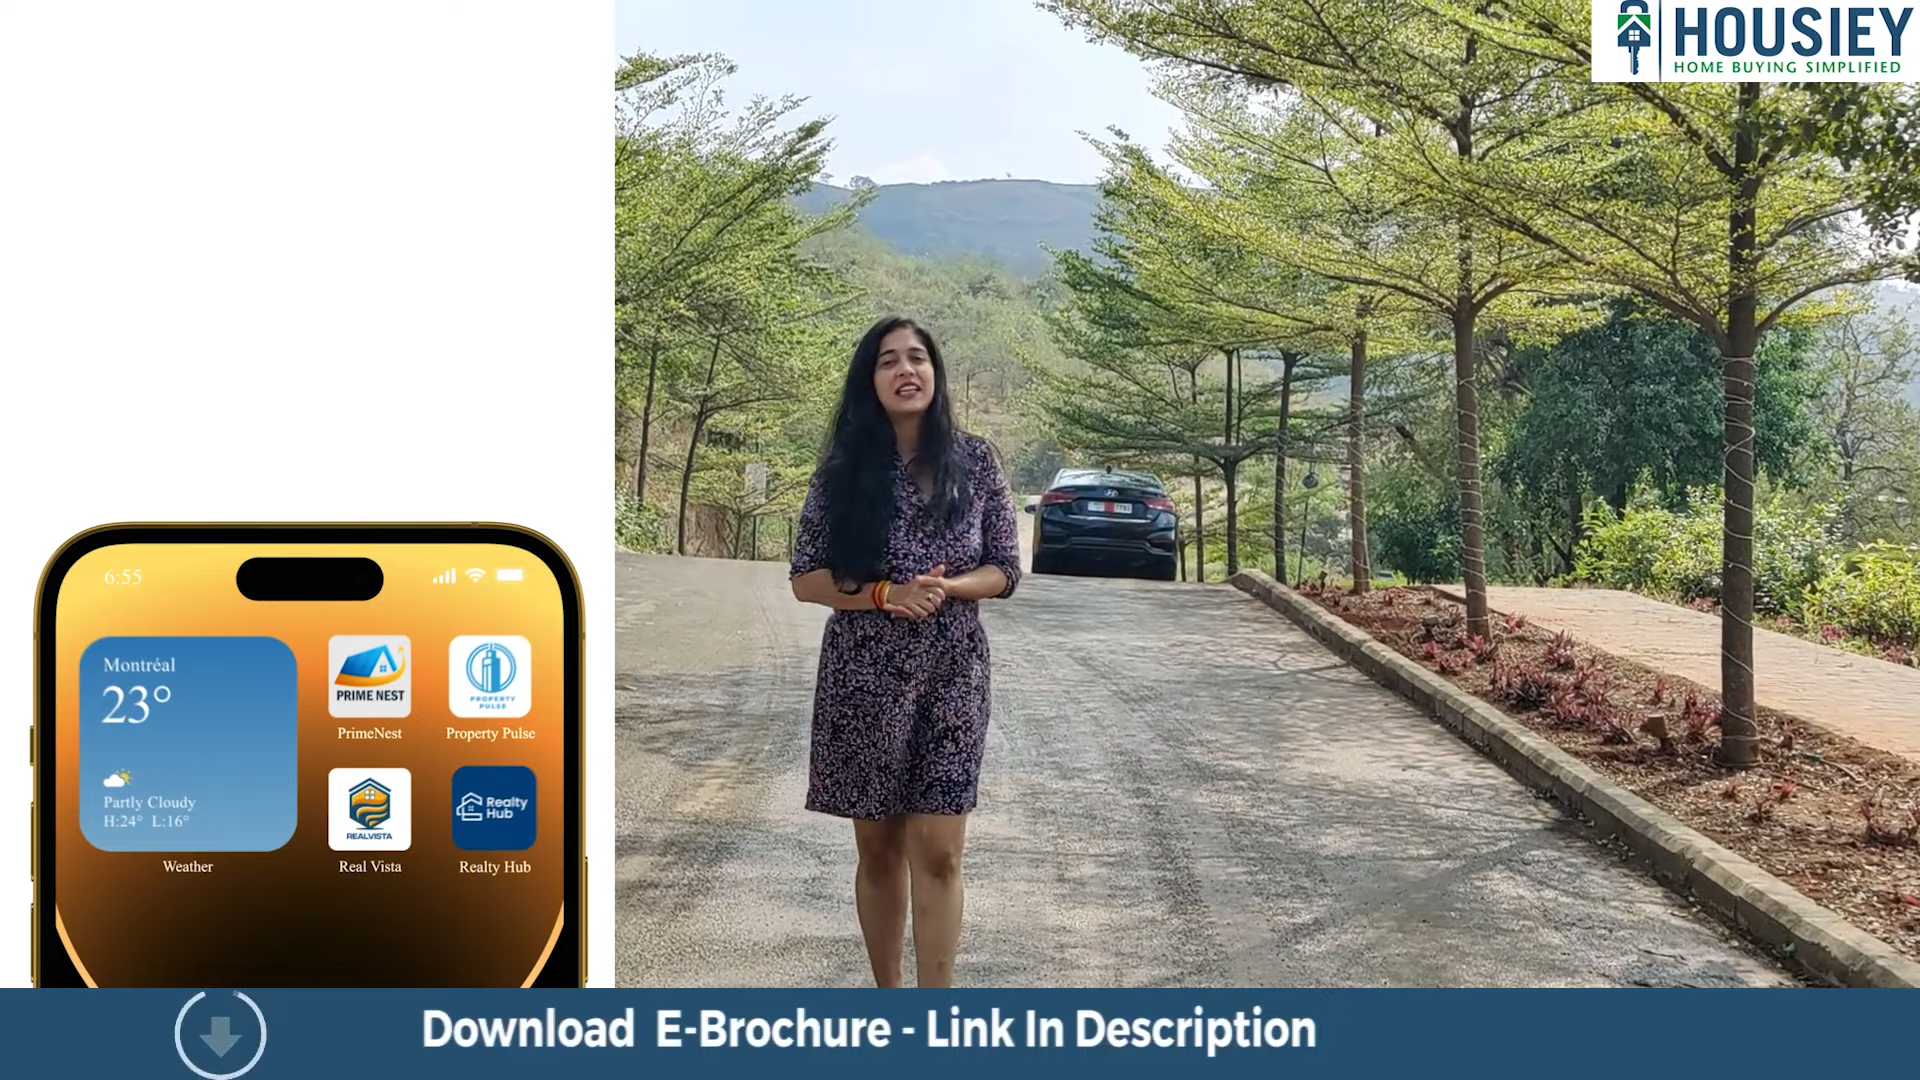 HOUSIEY
HOME BUYING SIMPLIFIED
6:55
Montréal
23°
Partly Cloudy
H:24° L:16°
Weather
PRIME NEST
PrimeNest
PROPERTY
PULSE
Property Pulse
REALVISTA
Real Vista
Realty
Hub
Realty Hub
Download E-Brochure - Link In Description